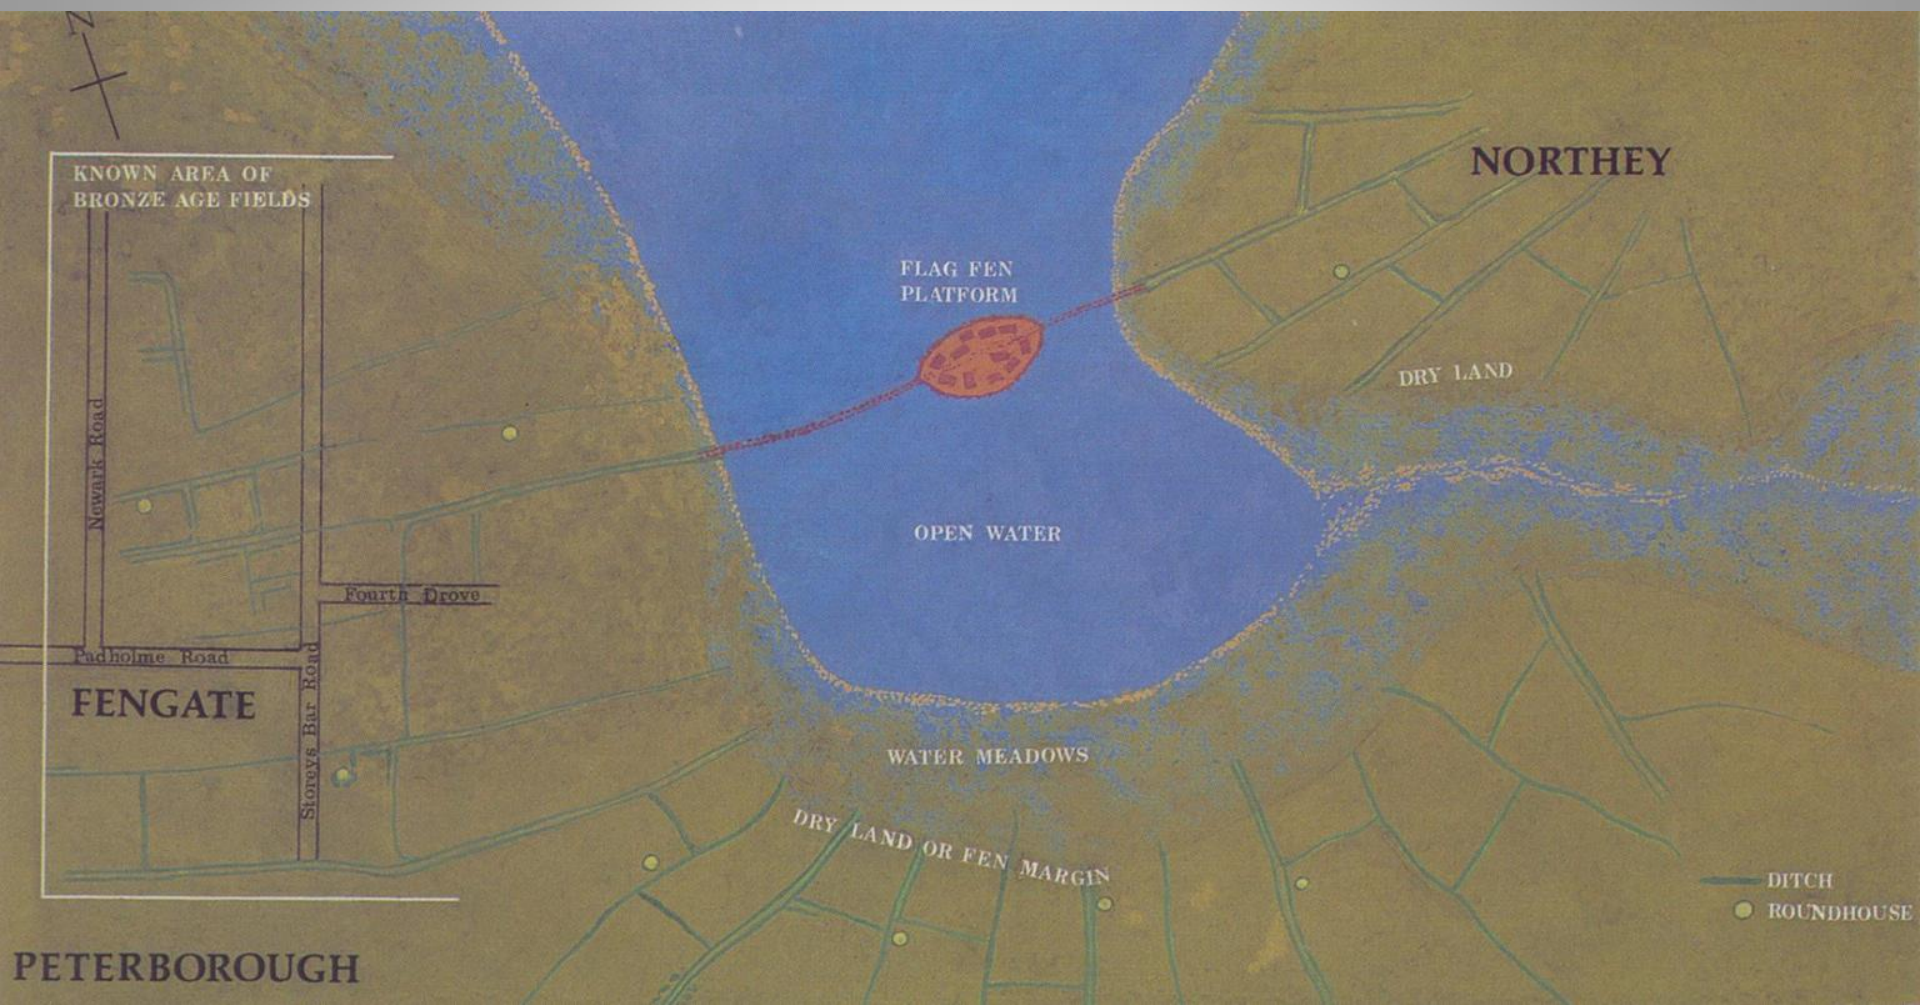 N
KNOWN AREA OF
BRONZE AGE FIELDS
NORTHEY
FLAG FEN
PLATFORM
DRY LAND
Newark Road
OPEN WATER
Fourth Drove
Padholme Road
FENGATE
Storeys Bar Road
WATER MEADOWS
DRY LAND OR FEN MARGIN
DITCH
ROUNDHOUSE
PETERBOROUGH